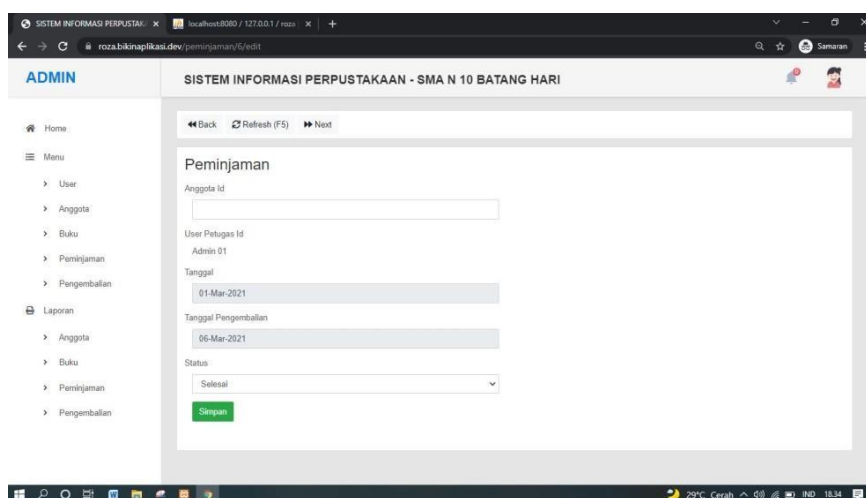 SISTEM INFORMASI PERPUSTAK
localhost:8080 / 127.0.0.1 / roza
roza.bikinaplikasi.dev/peminjaman/6/edit
Samaran
ADMIN
SISTEM INFORMASI PERPUSTAKAAN - SMA N 10 BATANG HARI
0
Home
Menu
User
Anggota
Buku
Peminjaman
Pengembalian
Laporan
Anggota
Buku
Peminjaman
Pengembalian
Back Refresh (F5) Next
Peminjaman
Anggota Id
User Petugas Id
Admin 01
Tanggal
01-Mar-2021
Tanggal Pengembalian
06-Mar-2021
Status
Selesai
Simpan
29°C Cerah IND 18.34